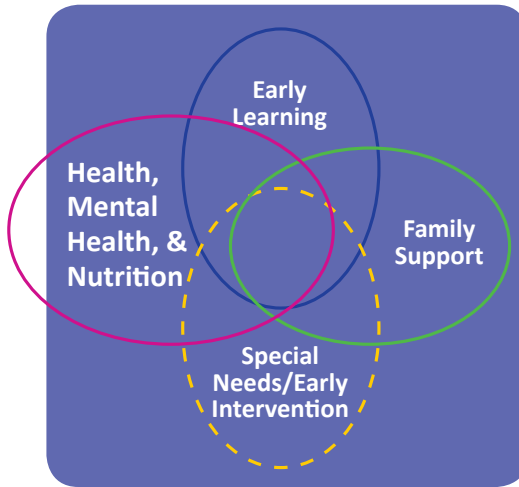 Early
Learning
Health,
Mental
Health, &
Nutrition
Family
Support
Special
Needs/Early
Intervention